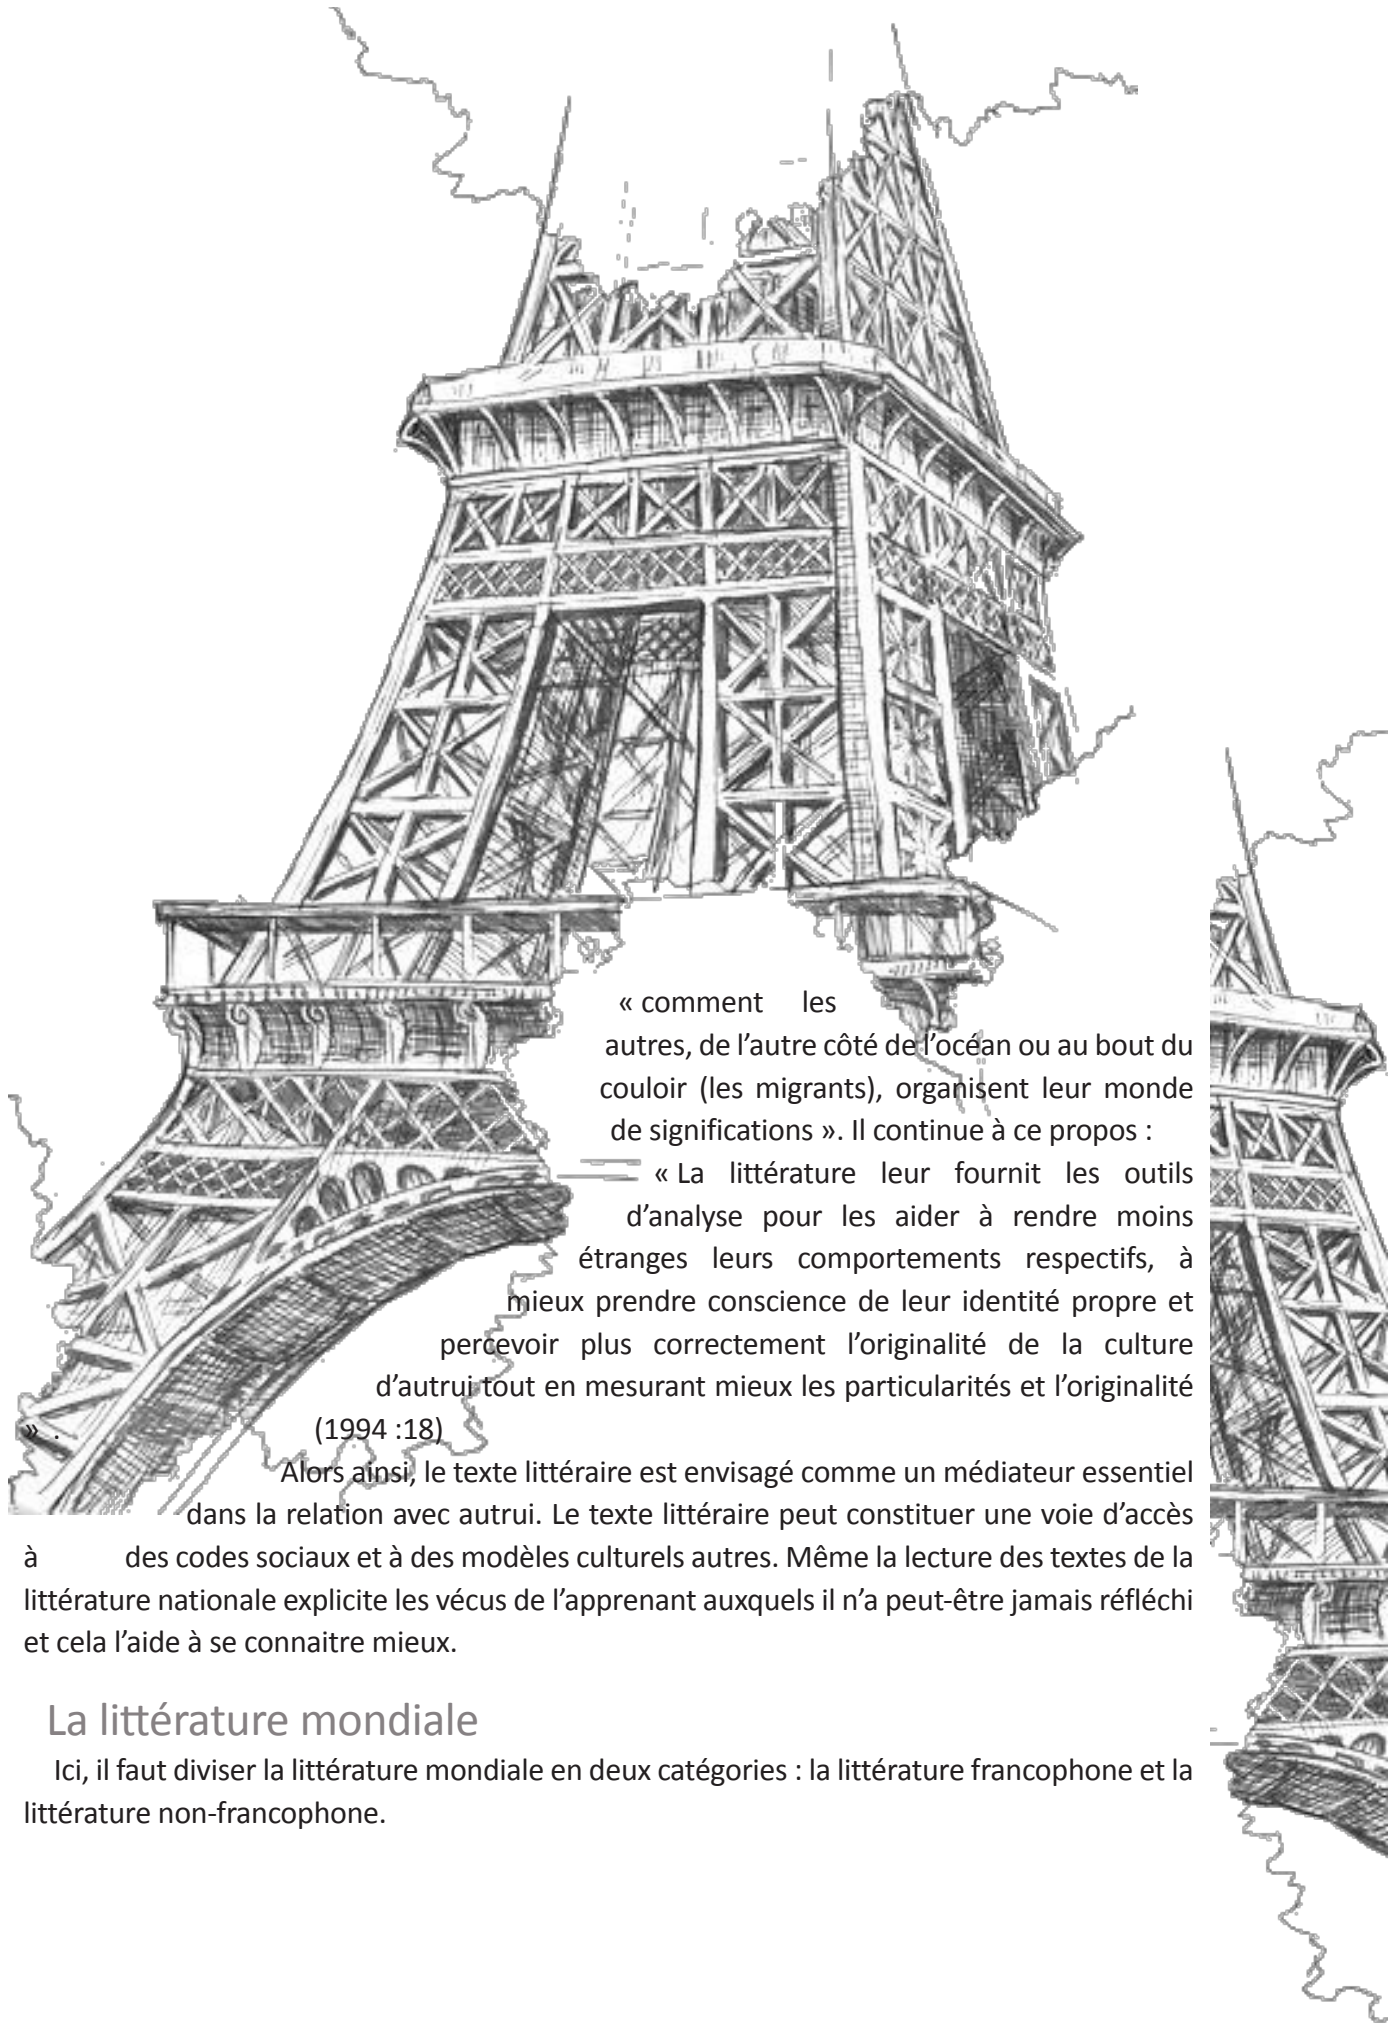 « comment les
autres, de l’autre côté de l’océan ou au bout du
couloir (les migrants), organisent leur monde
de significations ». Il continue à ce propos :
« La littérature leur fournit les outils
d’analyse pour les aider à rendre moins
étranges leurs comportements respectifs, à
mieux prendre conscience de leur identité propre et
percevoir plus correctement l’originalité de la culture
d’autrui tout en mesurant mieux les particularités et l’originalité
» . (1994 :18)
Alors ainsi, le texte littéraire est envisagé comme un médiateur essentiel
dans la relation avec autrui. Le texte littéraire peut constituer une voie d’accès
à des codes sociaux et à des modèles culturels autres. Même la lecture des textes de la
littérature nationale explicite les vécus de l’apprenant auxquels il n’a peut-être jamais réfléchi
et cela l’aide à se connaitre mieux.
La littérature mondiale
Ici, il faut diviser la littérature mondiale en deux catégories : la littérature francophone et la
littérature non-francophone.